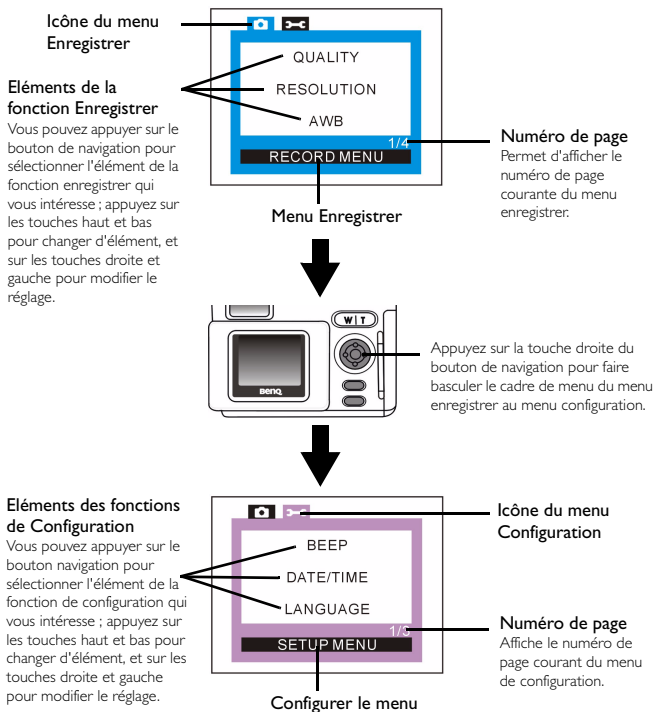 Icône du menu
Enregistrer
QUALITY
RESOLUTION
AWB
1/4
RECORD MENU
Eléments de la
fonction Enregistrer
Vous pouvez appuyer sur le
bouton de navigation pour
sélectionner l'élément de la
fonction enregistrer qui
vous intéresse ; appuyez sur
les touches haut et bas
pour changer d'élément, et
sur les touches droite et
gauche pour modifier le
réglage.
Numéro de page
Permet d'afficher le
numéro de page
courante du menu
enregistrer.
Menu Enregistrer
W T
BenQ
Appuyez sur la touche droite du
bouton de navigation pour faire
basculer le cadre de menu du menu
enregistrer au menu configuration.
Eléments des fonctions
de Configuration
Vous pouvez appuyer sur le
bouton navigation pour
sélectionner l'élément de la
fonction de configuration qui
vous intéresse ; appuyez sur
les touches haut et bas pour
changer d'élément, et sur les
touches droite et gauche
pour modifier le réglage.
BEEP
DATE/TIME
LANGUAGE
1/3
SETUP MENU
Icône du menu
Configuration
Numéro de page
Affiche le numéro de
page courant du menu
de configuration.
Configurer le menu